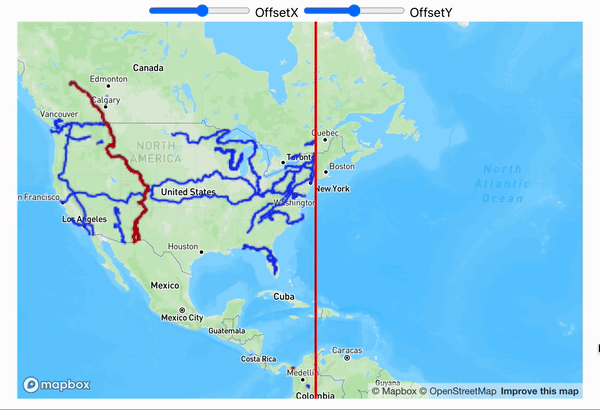 OffsetX OffsetY
Canada
Edmonton
Calgary
Vancouver
NORTH
AMERICA
Quebec
Toronto
Boston
North
Atlantic
Ocean
United States
New York
n Francisco
Washington
Los Angeles
Houston
Mexico
Cuba
Mexico City
Guatemala
Caracas
Costa Rica
Medellí
Guyana
Colombia
mapbox
© Mapbox © OpenStreetMap Improve this map